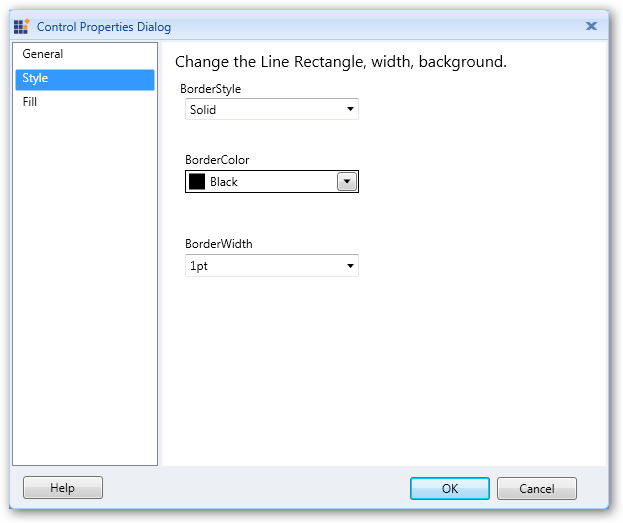 Control Properties Dialog
General
Style
Fill
Change the Line Rectangle, width, background.
BorderStyle
Solid
BorderColor
Black
BorderWidth
1pt
Help
OK
Cancel